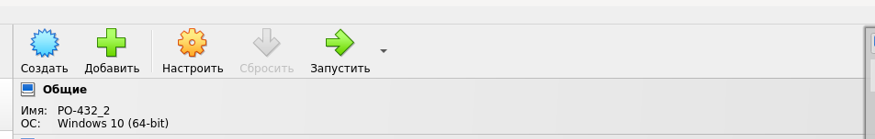 Создать Добавить Настроить Сбросить Запустить
Общие
Имя: PO-432_2
ОС: Windows 10 (64-bit)